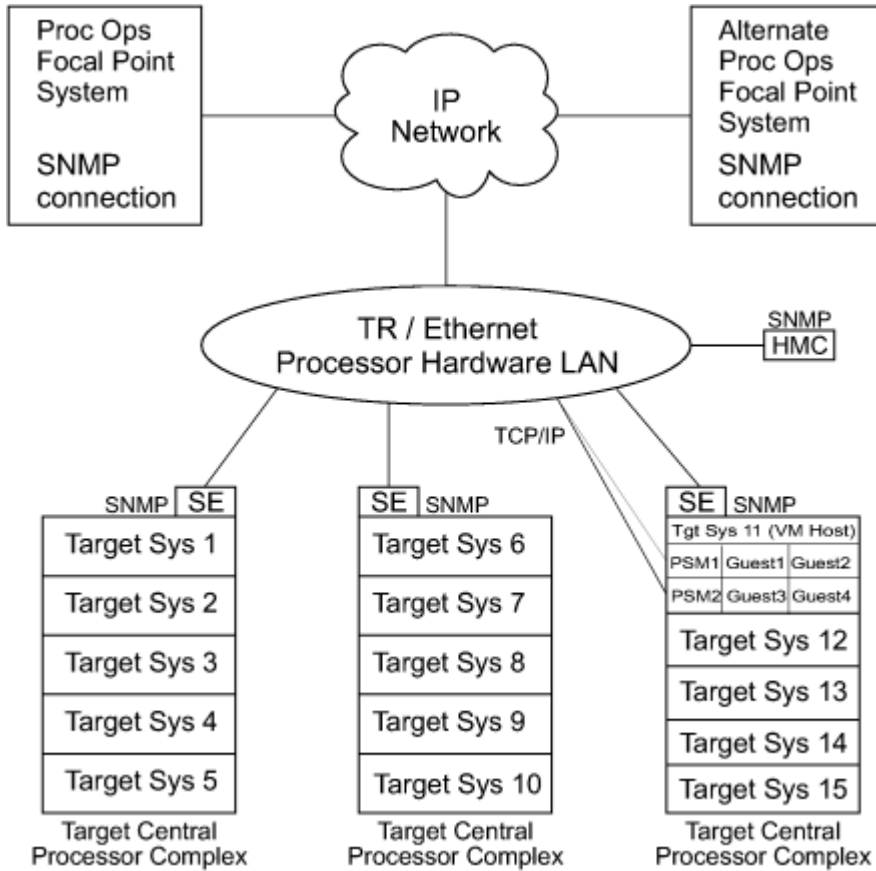 Proc Ops
Focal Point
System
SNMP
connection
IP
Network
Alternate
Proc Ops
Focal Point
System
SNMP
connection
TR / Ethernet
Processor Hardware LAN
SNMP
HMC
TCP/IP
SNMP SE
Target Sys 1
Target Sys 2
Target Sys 3
Target Sys 4
Target Sys 5
Target Central
Processor Complex
SE SNMP
Target Sys 6
Target Sys 7
Target Sys 8
Target Sys 9
Target Sys 10
Target Central
Processor Complex
SE SNMP
Tgt Sys 11 (VM Host)
PSM1 Guest1 Guest2
PSM2 Guest3 Guest4
Target Sys 12
Target Sys 13
Target Sys 14
Target Sys 15
Target Central
Processor Complex